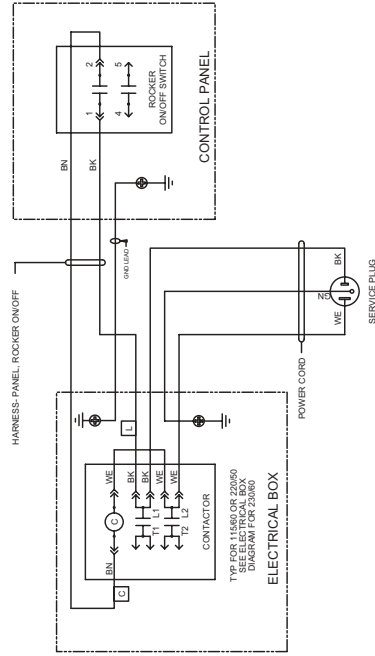 HARNESS- PANEL, ROCKER ON/OFF
BN
BK
1
2
4
5
ROCKER
ON/OFF SWITCH
CONTROL PANEL
GND LEAD
L
WE
BK
BK
WE
WE
C
BN
C
T1
L1
T2
L2
CONTACTOR
TYP FOR 115/60 OR 220/50
SEE ELECTRICAL BOX
DIAGRAM FOR 230/60
ELECTRICAL BOX
POWER CORD
WE
GN
BK
SERVICE PLUG